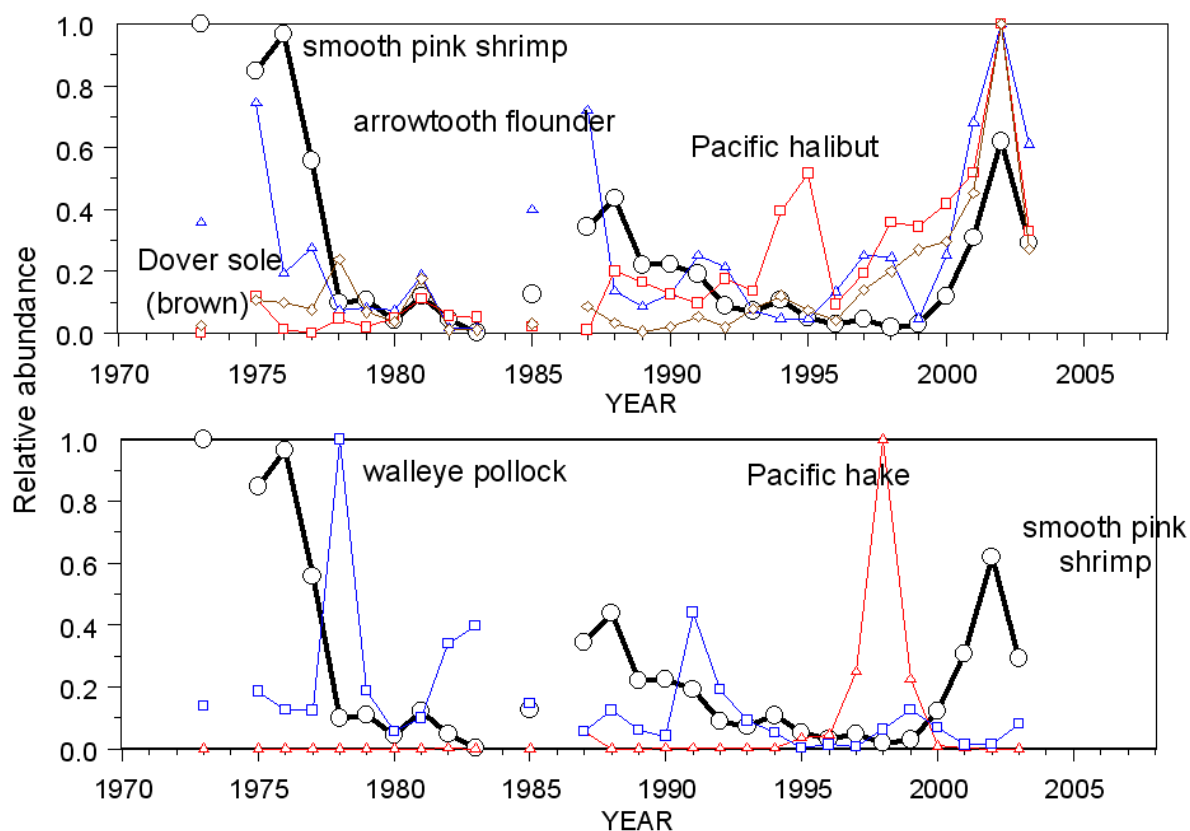 1.0
0.8
0.6
0.4
0.2
0.0
smooth pink shrimp
arrowtooth flounder
Pacific halibut
Dover sole
(brown)
1970 1975 1980 1985 1990 1995 2000 2005
YEAR
Relative abundance
1.0
0.8
0.6
0.4
0.2
0.0
walleye pollock
Pacific hake
smooth pink
shrimp
1970 1975 1980 1985 1990 1995 2000 2005
YEAR